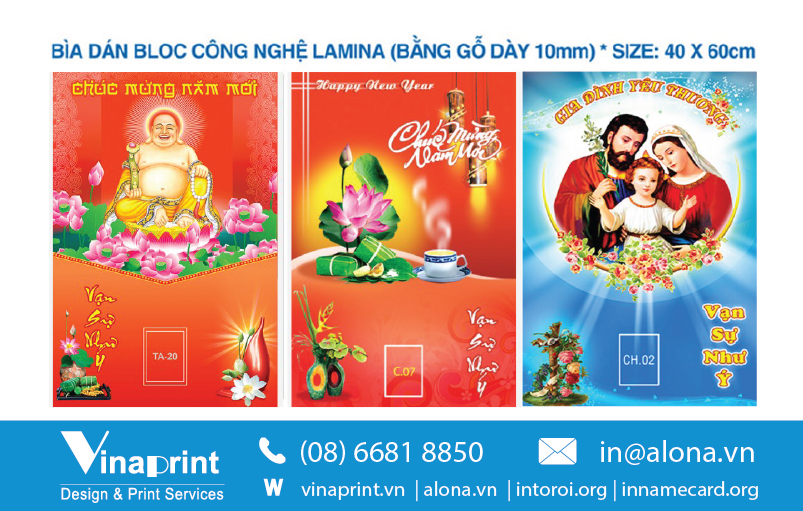 BÌA DÁN BLOC CÔNG NGHỆ LAMINA (BẰNG GỖ DÀY 10mm) * SIZE: 40 X 60cm
CHÚC MỪNG NĂM MỚI
Vạn
Sự
Như
Ý
TA-20
Happy New Year
Chúc Mừng
Năm Mới
Vạn
Sự
Như
Ý
C.07
GIA ĐÌNH YÊU THƯƠNG
Vạn
Sự
Như
Ý
CH.02
Vinaprint
Design & Print Services
(08) 6681 8850
in@alona.vn
W vinaprint.vn | alona.vn | intoroi.org | innamecard.org